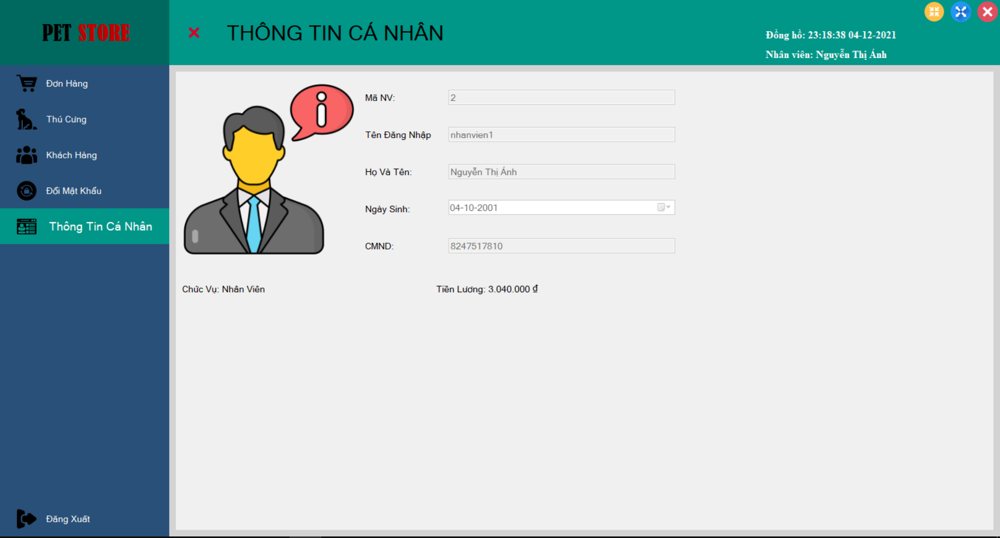 PET STORE
THÔNG TIN CÁ NHÂN
Đồng hồ: 23:18:38 04-12-2021
Nhân viên: Nguyễn Thị Ánh
Đơn Hàng
Thú Cưng
Khách Hàng
Đổi Mật Khẩu
Thông Tin Cá Nhân
Đăng Xuất
Mã NV: 2
Tên Đăng Nhập nhanvien1
Họ Và Tên: Nguyễn Thị Ánh
Ngày Sinh: 04-10-2001
CMND: 8247517810
Chức Vụ: Nhân Viên
Tiền Lương: 3.040.000 ₫